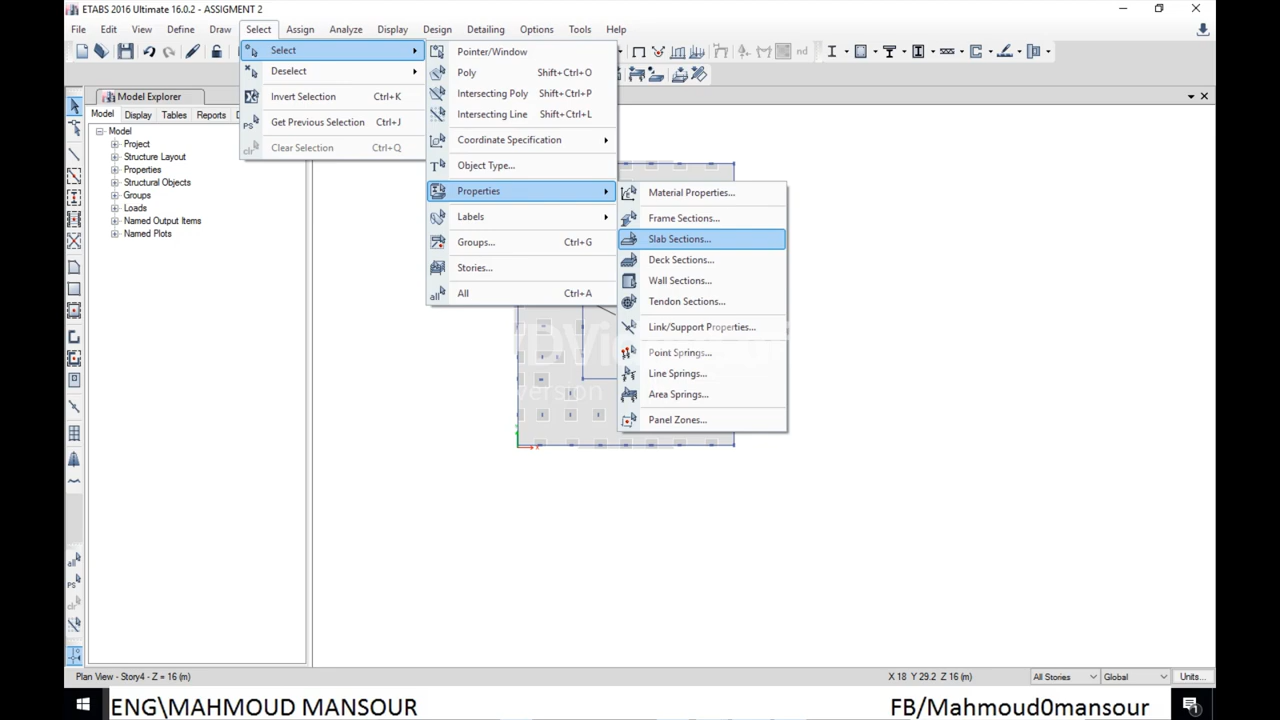 ETABS 2016 Ultimate 16.0.2 - ASSIGMENT 2
File Edit View Define Draw Select Assign Analyze Display Design Detailing Options Tools Help
Select
Deselect
Invert Selection Ctrl+K
Get Previous Selection Ctrl+J
Clear Selection Ctrl+Q
Pointer/Window
Poly Shift+Ctrl+O
Intersecting Poly Shift+Ctrl+P
Intersecting Line Shift+Ctrl+L
Coordinate Specification
Object Type...
Properties
Labels
Groups... Ctrl+G
Stories...
All Ctrl+A
Material Properties...
Frame Sections...
Slab Sections...
Deck Sections...
Wall Sections...
Tendon Sections...
Link/Support Properties...
Point Springs...
Line Springs...
Area Springs...
Panel Zones...
nd
Model Explorer
Model Display Tables Reports
Model
Project
Structure Layout
Properties
Structural Objects
Groups
Loads
Named Output Items
Named Plots
all
PS
clr
version
Plan View - Story4 - Z = 16 (m) X 18 Y 29.2 Z 16 (m) All Stories Global Units...
ENG\MAHMOUD MANSOUR FB/Mahmoud0mansour